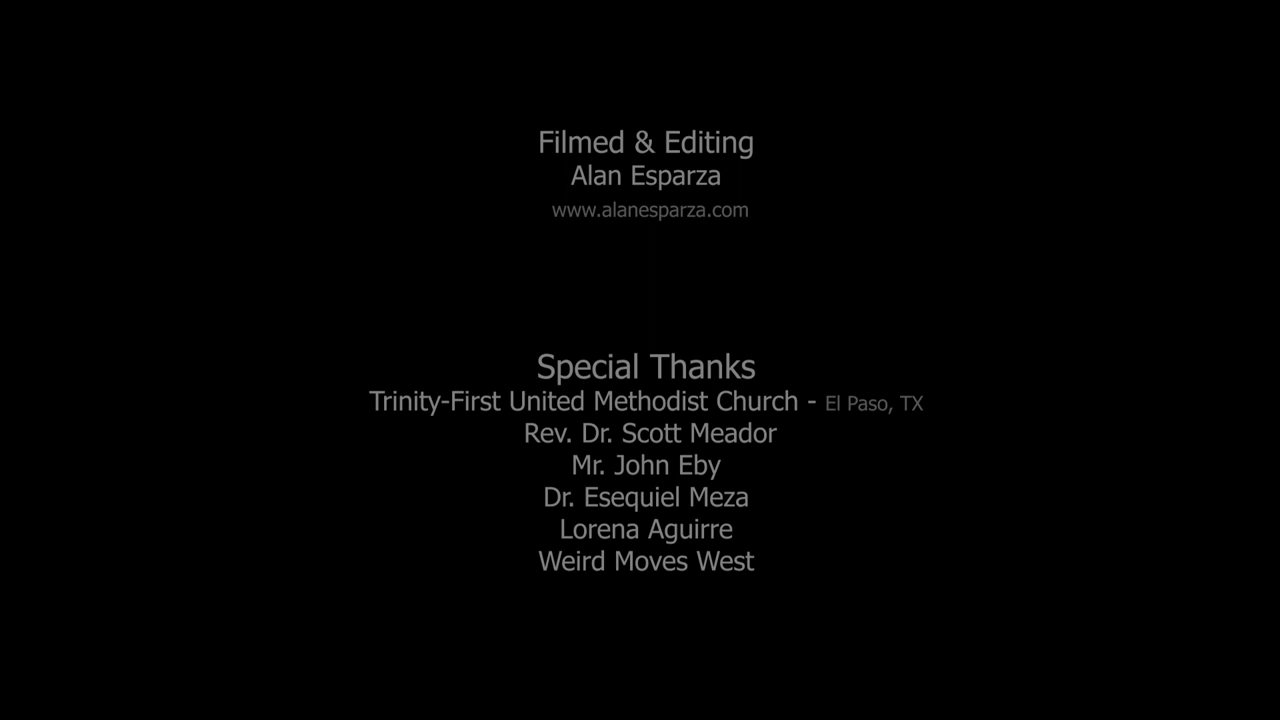 Filmed & Editing
Alan Esparza
www.alanesparza.com
Special Thanks
Trinity-First United Methodist Church - El Paso, TX
Rev. Dr. Scott Meador
Mr. John Eby
Dr. Esequiel Meza
Lorena Aguirre
Weird Moves West